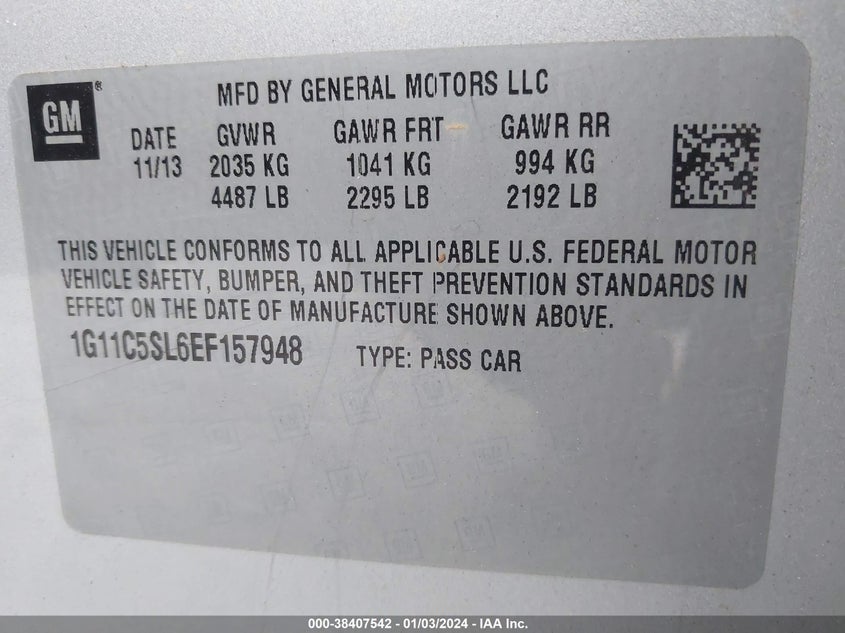 MFD BY GENERAL MOTORS LLC
GM®
DATE GVWR GAWR FRT GAWR RR
11/13 2035 KG 1041 KG 994 KG
4487 LB 2295 LB 2192 LB
THIS VEHICLE CONFORMS TO ALL APPLICABLE U.S. FEDERAL MOTOR
VEHICLE SAFETY, BUMPER, AND THEFT PREVENTION STANDARDS IN
EFFECT ON THE DATE OF MANUFACTURE SHOWN ABOVE.
1G11C5SL6EF157948 TYPE: PASS CAR
000-38407542 - 01/03/2024 - IAA Inc.